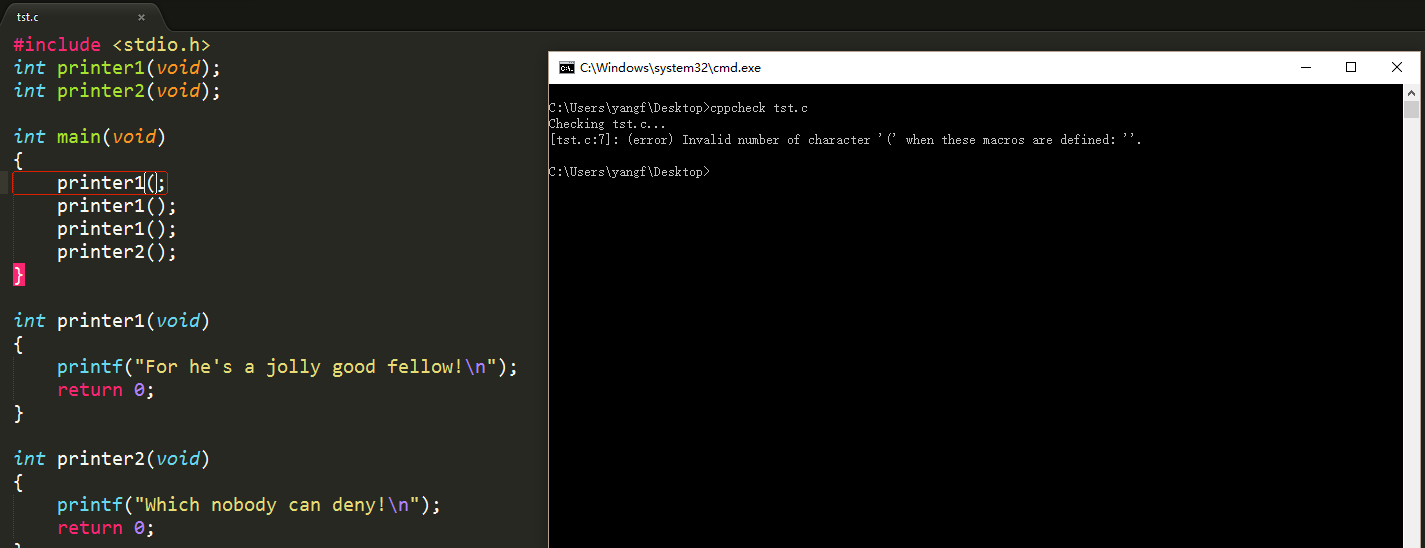 tst.c
#include <stdio.h>
int printer1(void);
int printer2(void);
int main(void)
{
printer1(;
printer1();
printer1();
printer2();
}
int printer1(void)
{
printf("For he's a jolly good fellow!\n");
return 0;
}
int printer2(void)
{
printf("Which nobody can deny!\n");
return 0;
C:\Windows\system32\cmd.exe
C:\Users\yangf\Desktop>cppcheck tst.c
Checking tst.c...
[tst.c:7]: (error) Invalid number of character '(' when these macros are defined: ''.
C:\Users\yangf\Desktop>